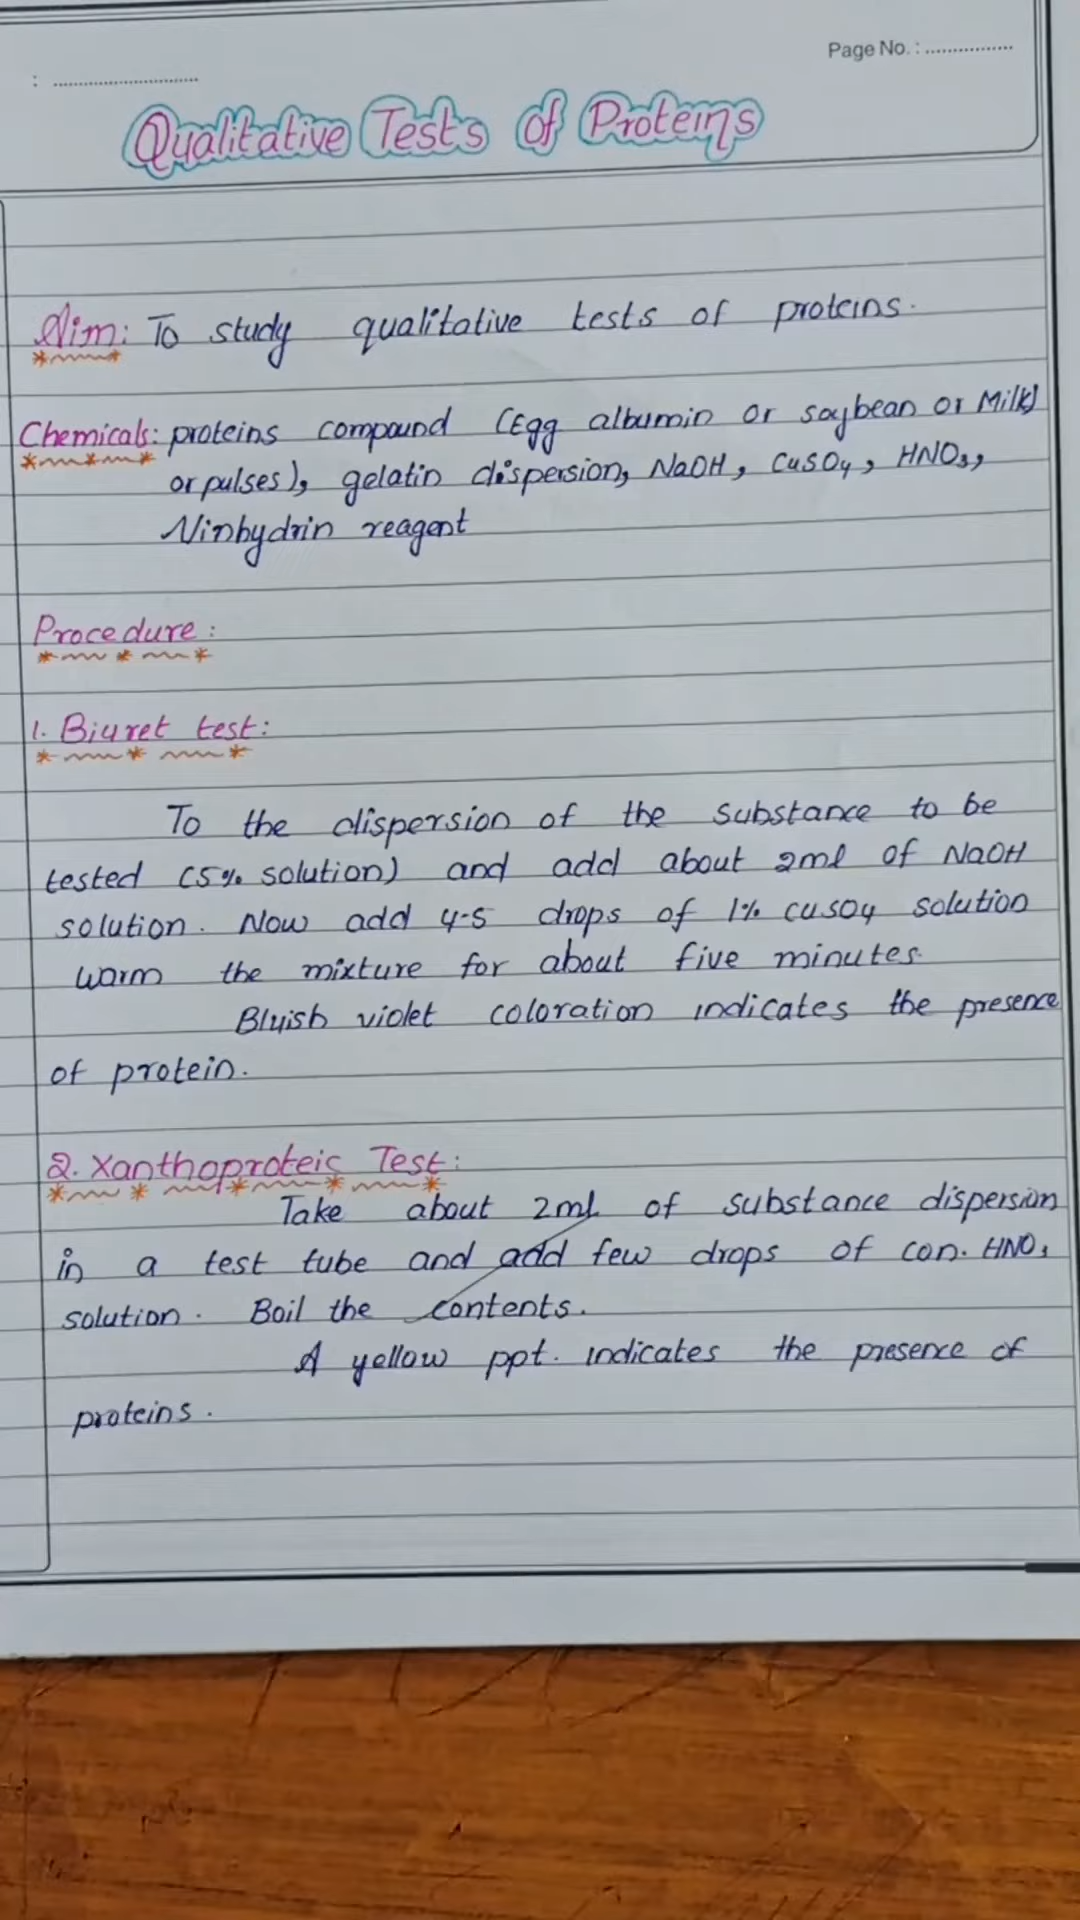 Page No. : ................
: ............................
Qualitative Tests of Proteins
Aim: To study qualitative tests of proteins.
Chemicals: proteins compound (Egg albumin or soybean or Milk
or pulses), gelatin dispersion, NaOH, CuSO4, HNO3,
Ninhydrin reagent
Procedure:
1. Biuret test:
To the dispersion of the substance to be
tested (5% solution) and add about 2ml of NaOH
solution. Now add 4-5 drops of 1% CuSO4 solution
warm the mixture for about five minutes.
Bluish violet coloration indicates the presence
of protein.
2. Xanthoproteic Test:
Take about 2ml of substance dispersion
in a test tube and add few drops of con. HNO3
solution. Boil the contents.
A yellow ppt. indicates the presence of
proteins.